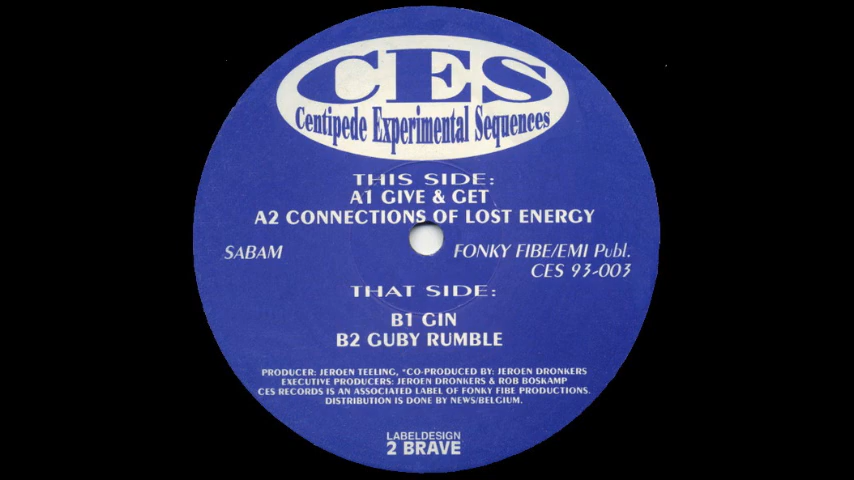 CES
Centipede Experimental Sequences
THIS SIDE:
A1 GIVE & GET
A2 CONNECTIONS OF LOST ENERGY
SABAM
FONKY FIBE/EMI Publ.
CES 93-003
THAT SIDE:
B1 GIN
B2 GUBY RUMBLE
PRODUCER: JEROEN TEELING, *CO-PRODUCED BY: JEROEN DRONKERS
EXECUTIVE PRODUCERS: JEROEN DRONKERS & ROB BOSKAMP
CES RECORDS IS AN ASSOCIATED LABEL OF FONKY FIBE PRODUCTIONS.
DISTRIBUTION IS DONE BY NEWS/BELGIUM.
LABELDESIGN
2 BRAVE